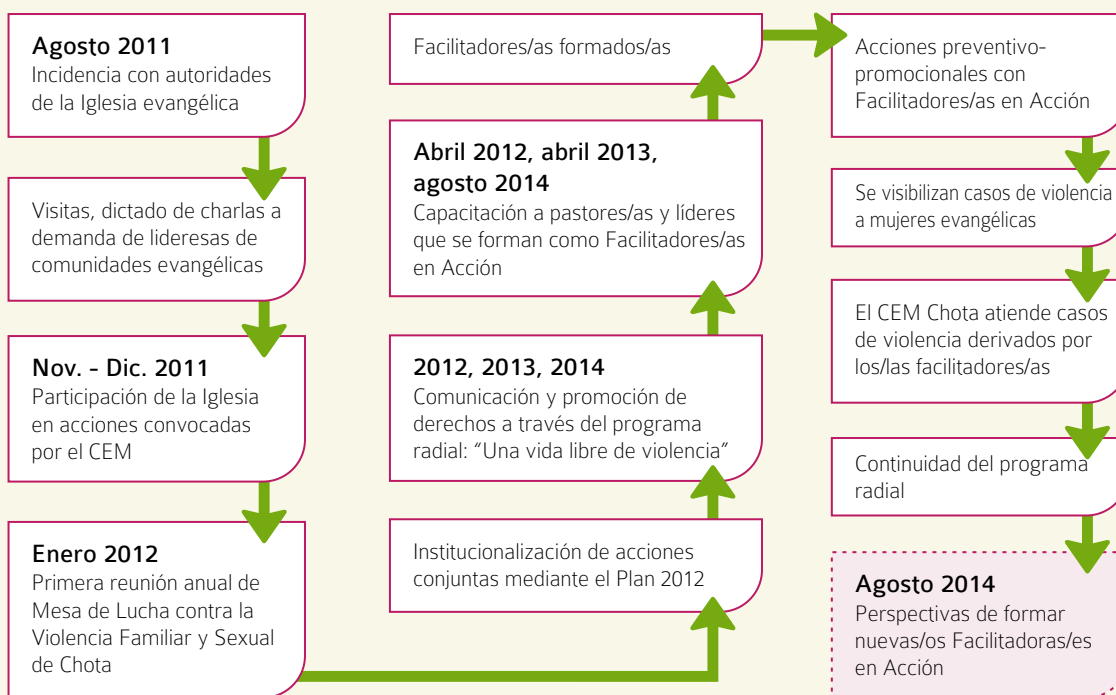 Agosto 2011
Incidencia con autoridades
de la Iglesia evangélica
Visitas, dictado de charlas a
demanda de lideresas de
comunidades evangélicas
Nov. - Dic. 2011
Participación de la Iglesia
en acciones convocadas
por el CEM
Enero 2012
Primera reunión anual de
Mesa de Lucha contra la
Violencia Familiar y Sexual
de Chota
Institucionalización de acciones
conjuntas mediante el Plan 2012
2012, 2013, 2014
Comunicación y promoción de
derechos a través del programa
radial: “Una vida libre de violencia”
Abril 2012, abril 2013,
agosto 2014
Capacitación a pastores/as y líderes
que se forman como Facilitadores/as
en Acción
Facilitadores/as formados/as
Acciones preventivo-
promocionales con
Facilitadores/as en Acción
Se visibilizan casos de violencia
a mujeres evangélicas
El CEM Chota atiende casos
de violencia derivados por
los/las facilitadores/as
Continuidad del programa
radial
Agosto 2014
Perspectivas de formar
nuevas/os Facilitadoras/es
en Acción